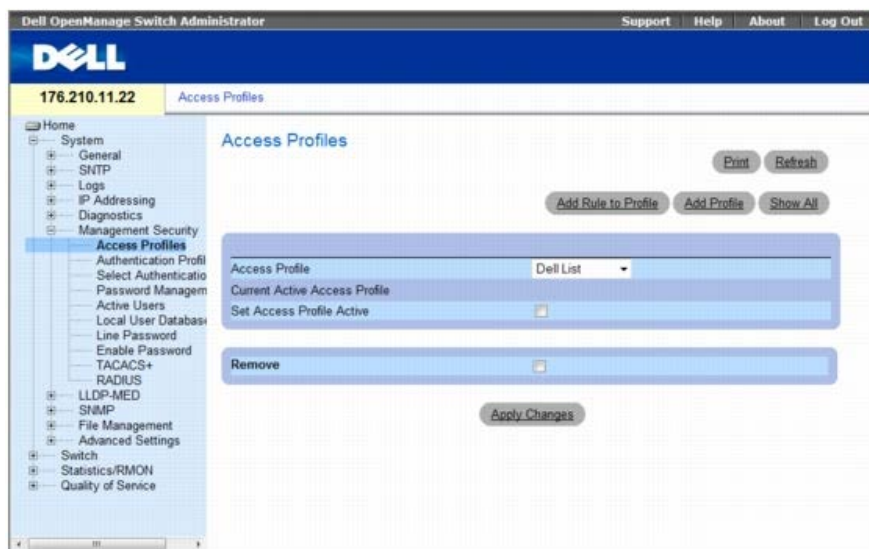 Dell OpenManage Switch Administrator Support Help About Log Out
DELL
176.210.11.22 Access Profiles
Home
System
General
SNTP
Logs
IP Addressing
Diagnostics
Management Security
Access Profiles
Authentication Profil
Select Authenticatio
Password Managem
Active Users
Local User Databas
Line Password
Enable Password
TACACS+
RADIUS
LLDP-MED
SNMP
File Management
Advanced Settings
Switch
Statistics/RMON
Quality of Service
Access Profiles
Print Refresh
Add Rule to Profile Add Profile Show All
Access Profile Dell List
Current Active Access Profile
Set Access Profile Active
Remove
Apply Changes